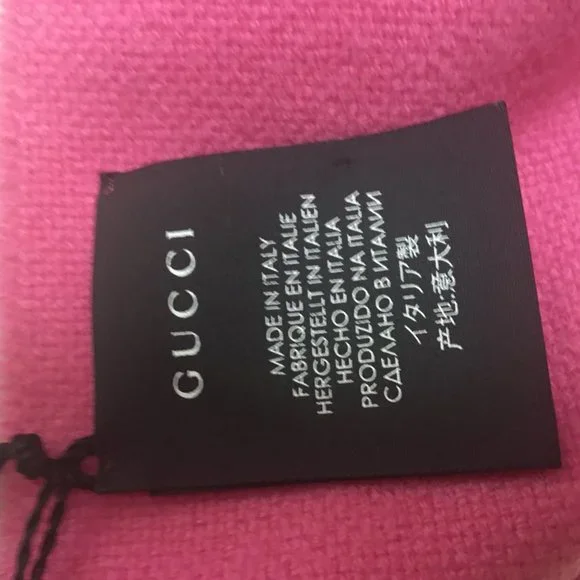 GUCCI
MADE IN ITALY
FABRIQUE EN ITALIE
HERGESTELLT IN ITALIEN
HECHO EN ITALIA
PRODUZIDO NA ITALIA
СДЕЛАНО В ИТАЛИИ
イタリア製
产地:意大利